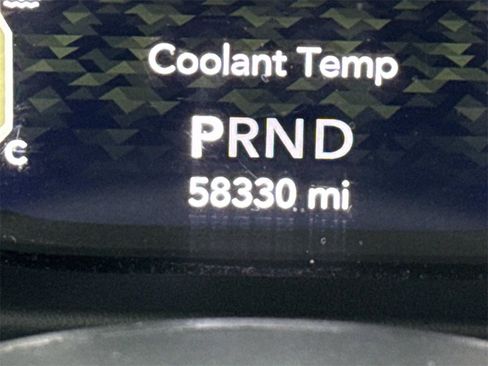 Coolant Temp
PRND
C
58330 mi